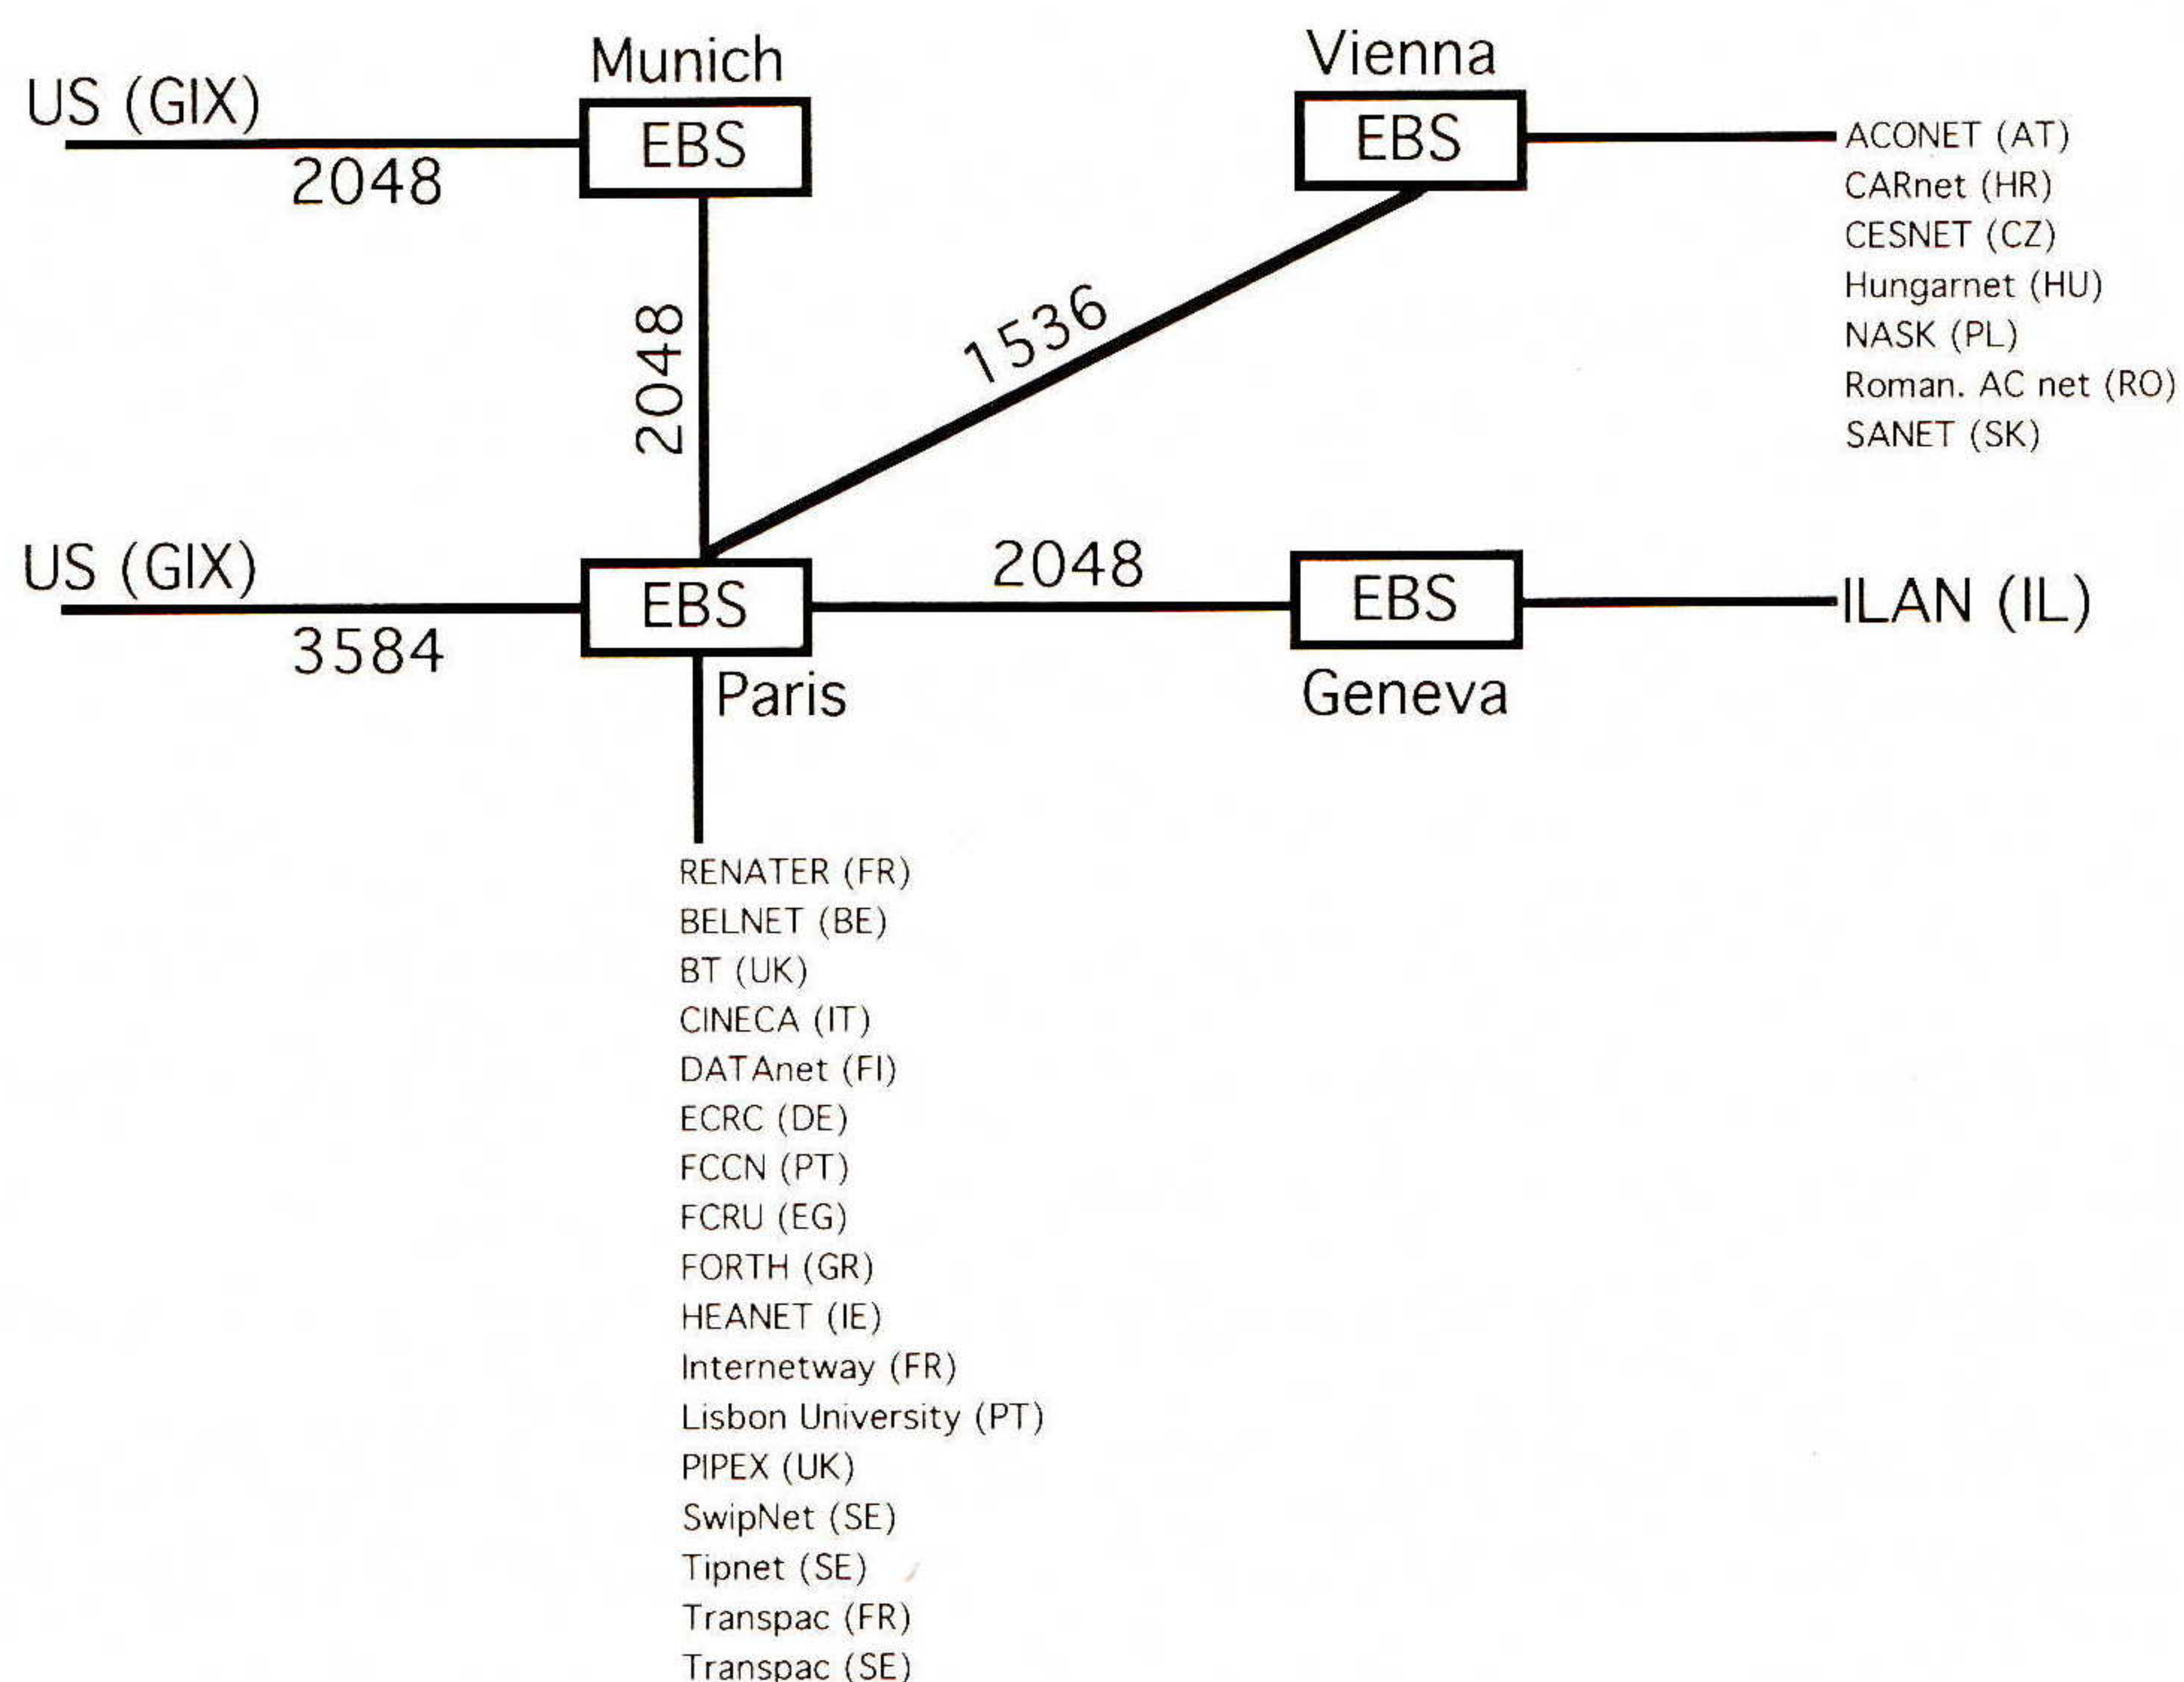 Munich
Vienna
US (GIX)
EBS
EBS
2048
ACONET (AT)
CARnet (HR)
CESNET (CZ)
Hungarnet (HU)
NASK (PL)
Roman. AC net (RO)
SANET (SK)
2048
1536
US (GIX)
2048
EBS
EBS
ILAN (IL)
3584
Paris
Geneva
RENATER (FR)
BELNET (BE)
BT (UK)
CINECA (IT)
DATAnet (FI)
ECRC (DE)
FCCN (PT)
FCRU (EG)
FORTH (GR)
HEANET (IE)
Internetway (FR)
Lisbon University (PT)
PIPEX (UK)
SwipNet (SE)
Tipnet (SE)
Transpac (FR)
Transpac (SE)